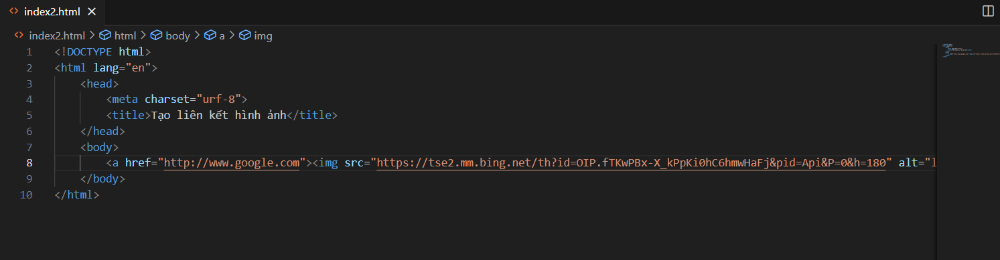 index2.html
index2.html > html > body > a > img
1 <!DOCTYPE html>
2 <html lang="en">
3 <head>
4 <meta charset="urf-8">
5 <title>Tạo liên kết hình ảnh</title>
6 </head>
7 <body>
8 <a href="http://www.google.com"><img src="https://tse2.mm.bing.net/th?id=OIP.fTKwPBx-X_kPpKi0hC6hmwHaFj&pid=Api&P=0&h=180" alt="l
9 </body>
10 </html>